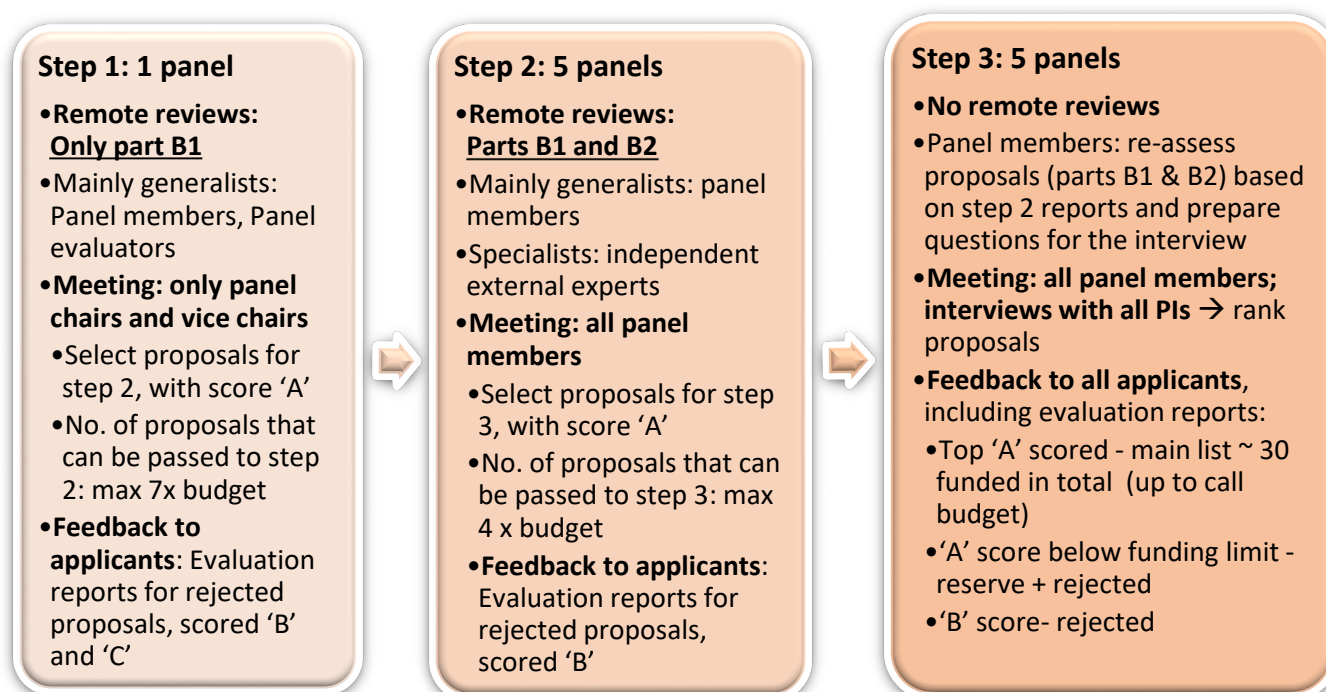 Step 1: 1 panel
•Remote reviews:
Only part B1
•Mainly generalists:
Panel members, Panel
evaluators
•Meeting: only panel
chairs and vice chairs
•Select proposals for
step 2, with score ‘A’
•No. of proposals that
can be passed to step
2: max 7x budget
•Feedback to
applicants: Evaluation
reports for rejected
proposals, scored ‘B’
and ‘C’
Step 2: 5 panels
•Remote reviews:
Parts B1 and B2
•Mainly generalists: panel
members
•Specialists: independent
external experts
•Meeting: all panel
members
•Select proposals for step
3, with score ‘A’
•No. of proposals that can
be passed to step 3: max
4 x budget
•Feedback to applicants:
Evaluation reports for
rejected proposals,
scored ‘B’
Step 3: 5 panels
•No remote reviews
•Panel members: re-assess
proposals (parts B1 & B2) based
on step 2 reports and prepare
questions for the interview
•Meeting: all panel members;
interviews with all PIs → rank
proposals
•Feedback to all applicants,
including evaluation reports:
•Top ‘A’ scored - main list ~ 30
funded in total (up to call
budget)
•‘A’ score below funding limit -
reserve + rejected
•‘B’ score- rejected